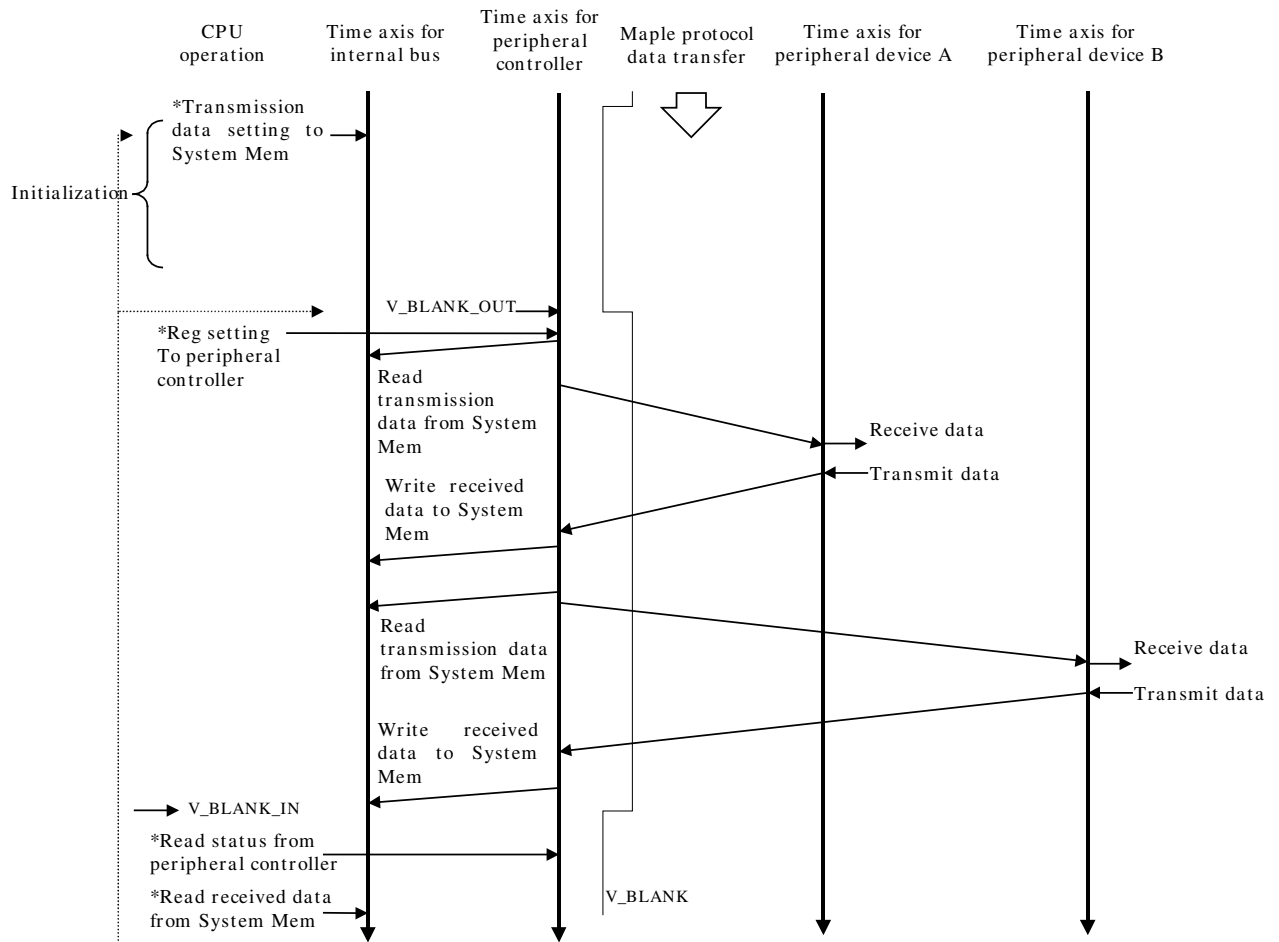 CPU
operation
Time axis for
internal bus
Time axis for
peripheral
controller
Maple protocol
data transfer
Time axis for
peripheral device A
Time axis for
peripheral device B
*Transmission
data setting to
System Mem
Initialization
V_BLANK_OUT
*Reg setting
To peripheral
controller
Read
transmission
data from System
Mem
Receive data
Transmit data
Write received
data to System
Mem
Read
transmission data
from System Mem
Receive data
Transmit data
Write received
data to System
Mem
V_BLANK_IN
*Read status from
peripheral controller
*Read received data
from System Mem
V_BLANK